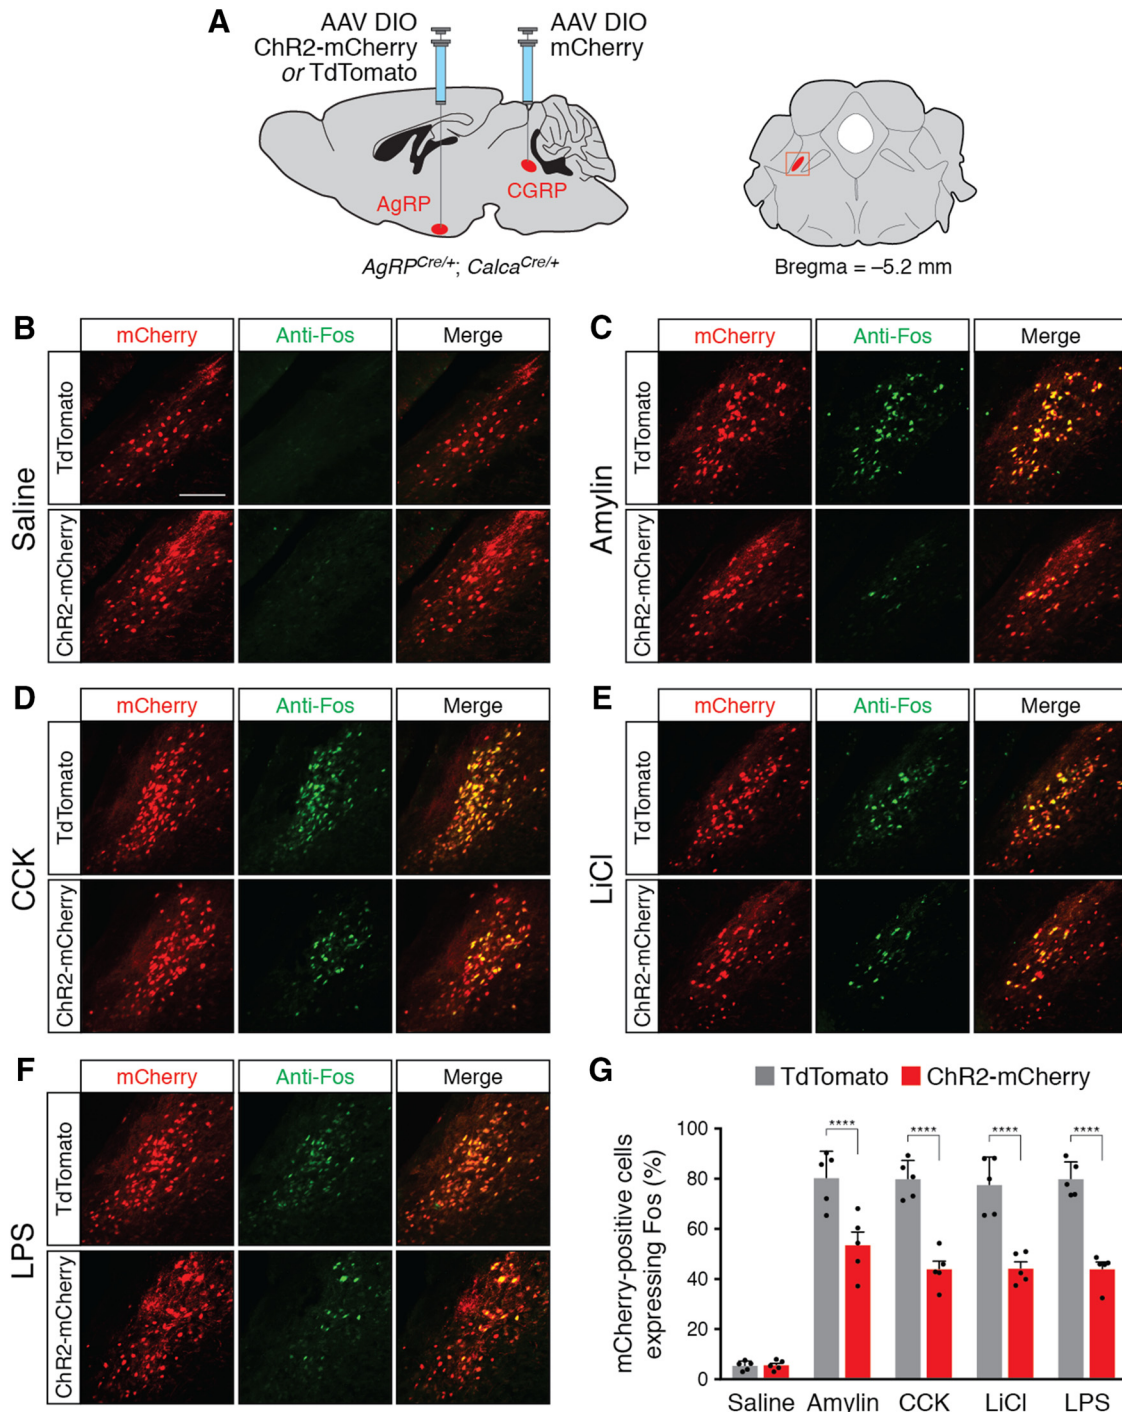 A
AAV DIO
ChR2-mCherry
or TdTomato
AAV DIO
mCherry
AgRP
CGRP
AgRPCre/+; CalcaCre/+
Bregma = –5.2 mm
B
mCherry
Anti-Fos
Merge
Saline
TdTomato
ChR2-mCherry
C
mCherry
Anti-Fos
Merge
Amylin
TdTomato
ChR2-mCherry
D
mCherry
Anti-Fos
Merge
CCK
TdTomato
ChR2-mCherry
E
mCherry
Anti-Fos
Merge
LiCl
TdTomato
ChR2-mCherry
F
mCherry
Anti-Fos
Merge
LPS
TdTomato
ChR2-mCherry
G
TdTomato
ChR2-mCherry
mCherry-positive cells
expressing Fos (%)
100
80
60
40
20
0
**** **** **** ****
Saline Amylin CCK LiCl LPS